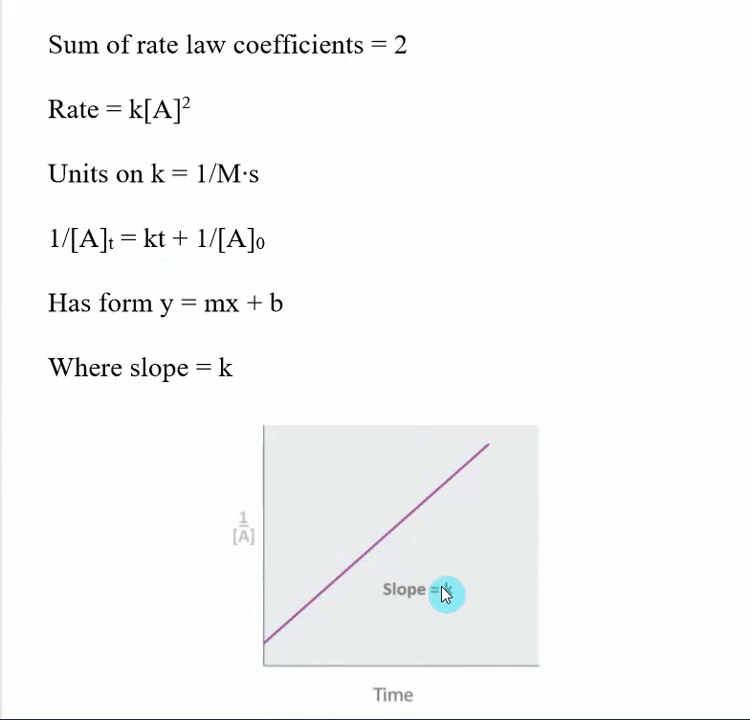 Sum of rate law coefficients = 2
Rate = k[A]²
Units on k = 1/M·s
1/[A]ₜ = kt + 1/[A]₀
Has form y = mx + b
Where slope = k
1
[A]
Slope = k
Time